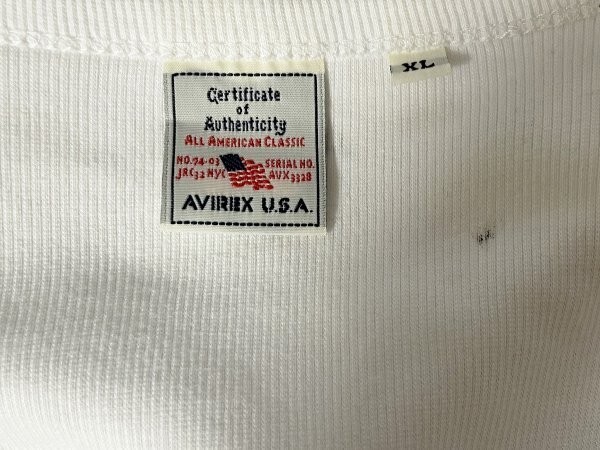 Certificate
of
Authenticity
ALL AMERICAN CLASSIC
NO.74-03 SERIAL NO.
JRC32 NYC AVX3328
AVIREX U.S.A.
XL